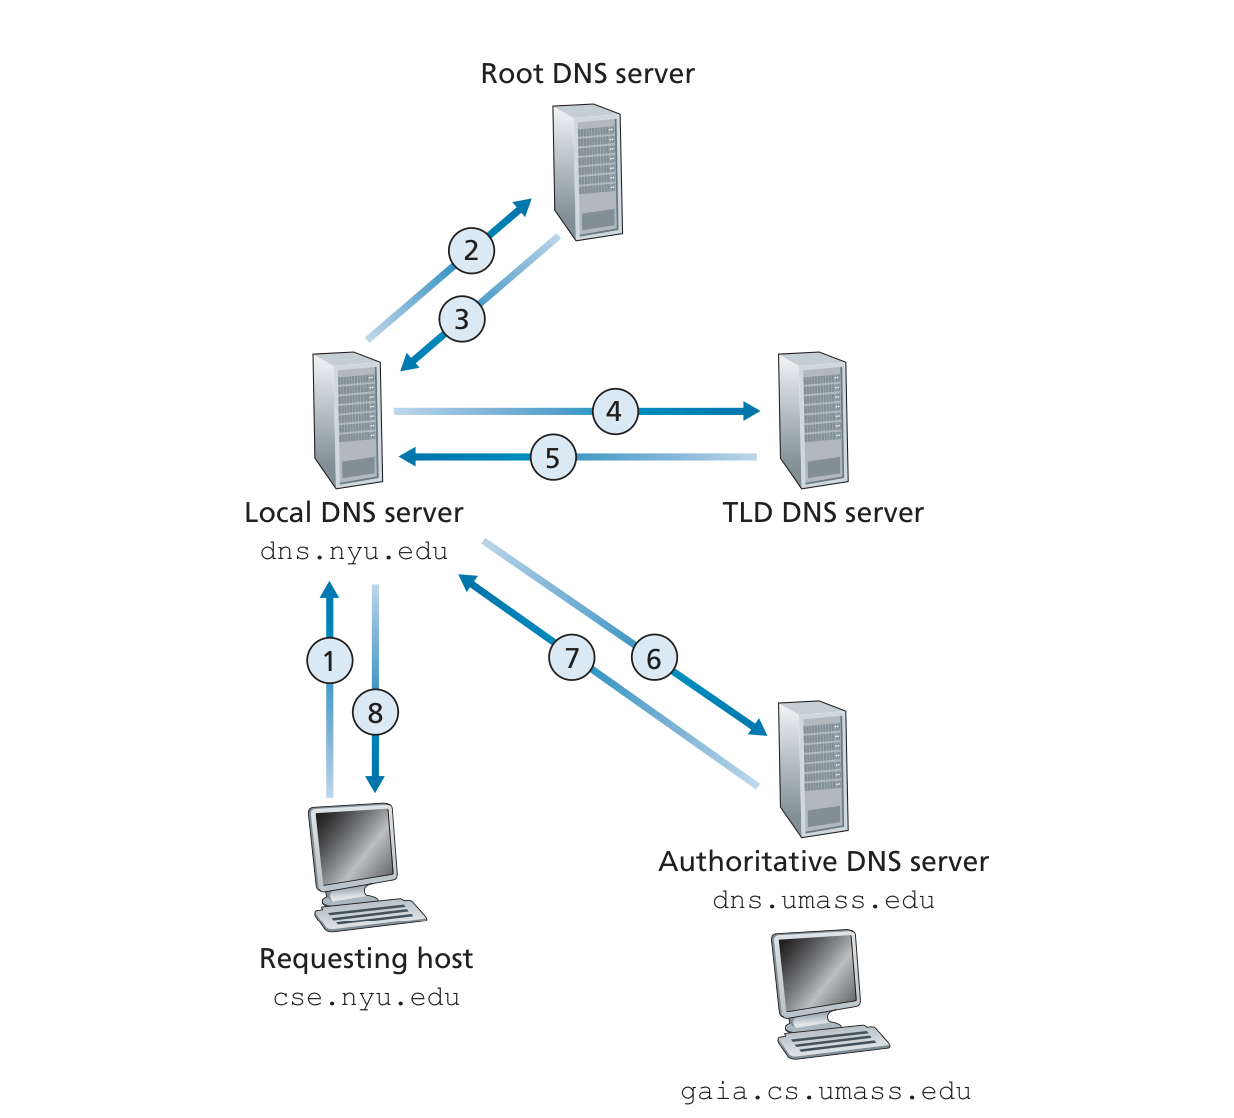 Root DNS server
2
3
4
5
Local DNS server
dns.nyu.edu
TLD DNS server
1
8
7
6
Authoritative DNS server
dns.umass.edu
Requesting host
cse.nyu.edu
gaia.cs.umass.edu